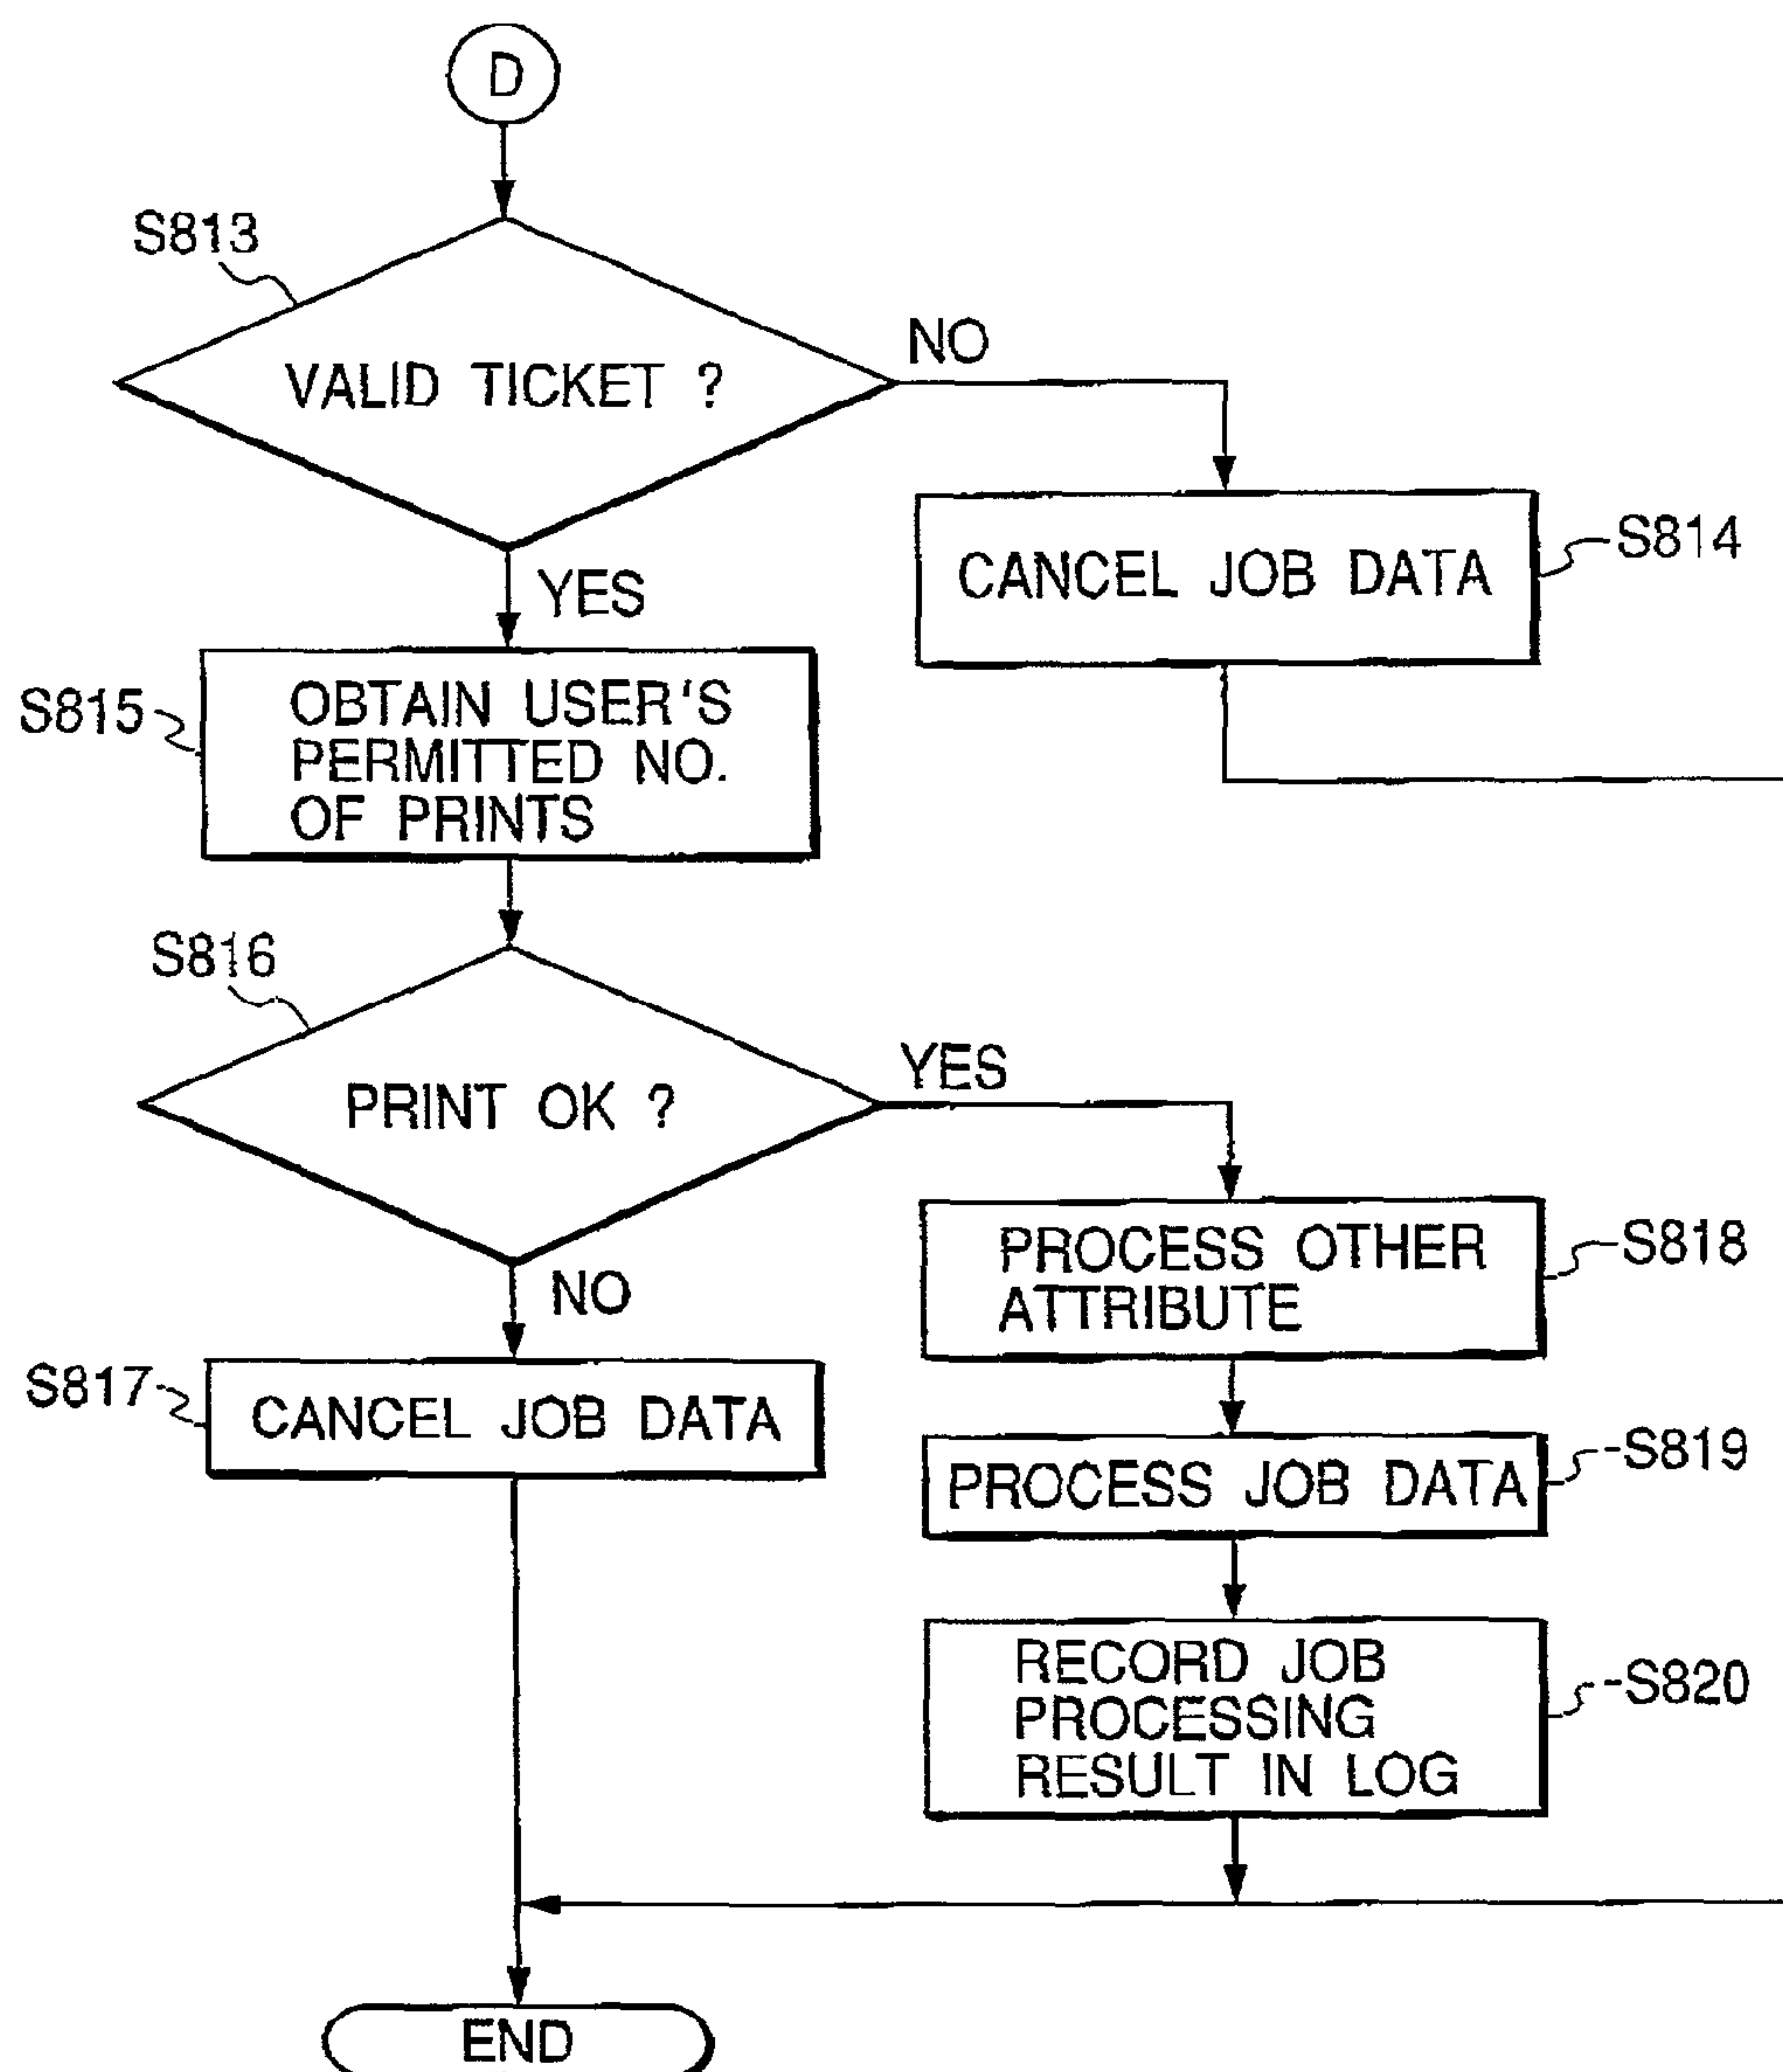 D
S813
VALID TICKET ?
NO
CANCEL JOB DATA
S814
YES
S815
OBTAIN USER'S
PERMITTED NO.
OF PRINTS
S816
PRINT OK ?
YES
NO
PROCESS OTHER
ATTRIBUTE
S818
S817
CANCEL JOB DATA
PROCESS JOB DATA
S819
RECORD JOB
PROCESSING
RESULT IN LOG
S820
END